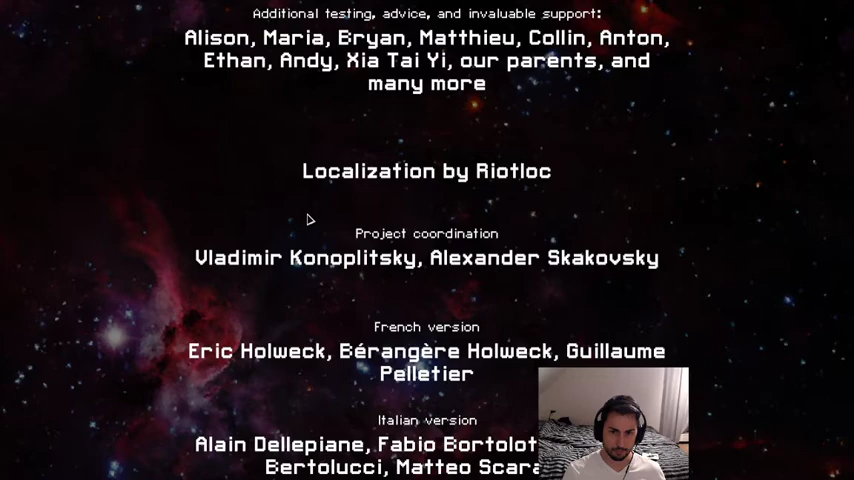 Additional testing, advice, and invaluable support:
Alison, Maria, Bryan, Matthieu, Collin, Anton,
Ethan, Andy, Xia Tai Yi, our parents, and
many more
Localization by Riotloc
Project coordination
Vladimir Konoplitsky, Alexander Skakovsky
French version
Eric Holweck, Bérangère Holweck, Guillaume
Pelletier
Italian version
Alain Dellepiane, Fabio
Bertolucci, Matteo